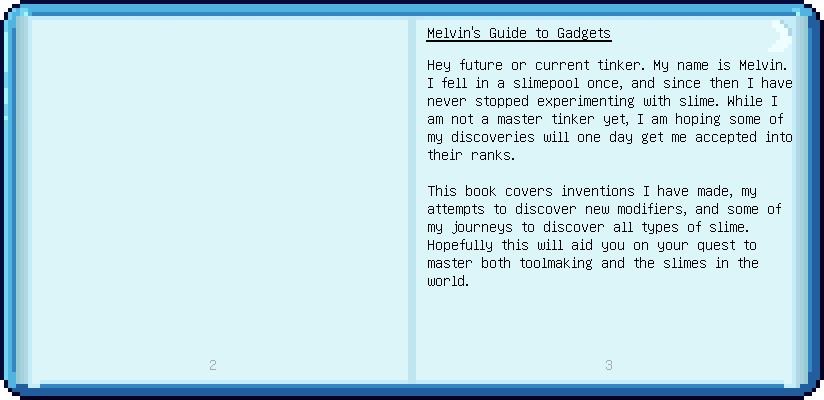 Melvin's Guide to Gadgets
Hey future or current tinker. My name is Melvin.
I fell in a slimepool once, and since then I have
never stopped experimenting with slime. While I
am not a master tinker yet, I am hoping some of
my discoveries will one day get me accepted into
their ranks.
This book covers inventions I have made, my
attempts to discover new modifiers, and some of
my journeys to discover all types of slime.
Hopefully this will aid you on your quest to
master both toolmaking and the slimes in the
world.
2
3